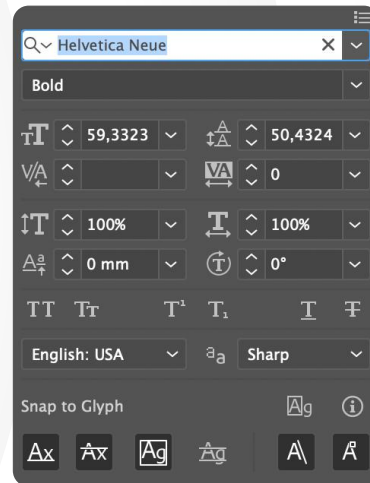 Helvetica Neue
Bold
59,3323 50,4324
0
100% 100%
0 mm 0°
English: USA Sharp
Snap to Glyph